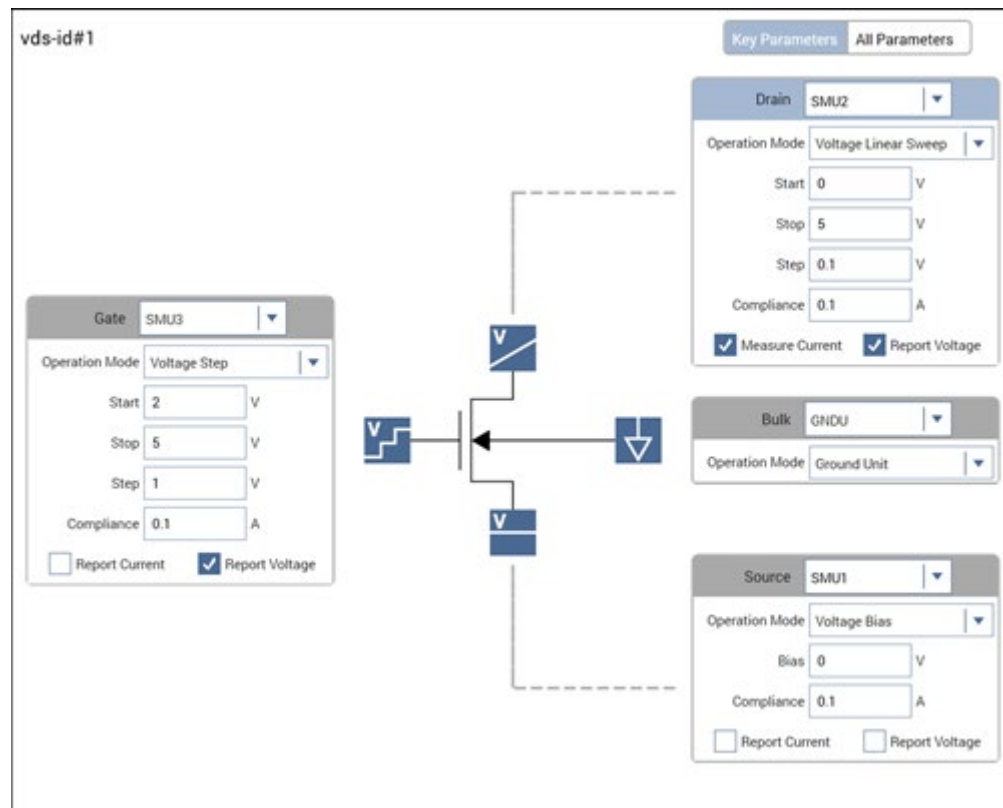 vds-id#1
Key Parameters All Parameters
Drain SMU2
Operation Mode Voltage Linear Sweep
Start 0 V
Stop 5 V
Step 0.1 V
Compliance 0.1 A
Measure Current Report Voltage
Gate SMU3
Operation Mode Voltage Step
Start 2 V
Stop 5 V
Step 1 V
Compliance 0.1 A
Report Current Report Voltage
V
V
V
Bulk GNDU
Operation Mode Ground Unit
Source SMU1
Operation Mode Voltage Bias
Bias 0 V
Compliance 0.1 A
Report Current Report Voltage